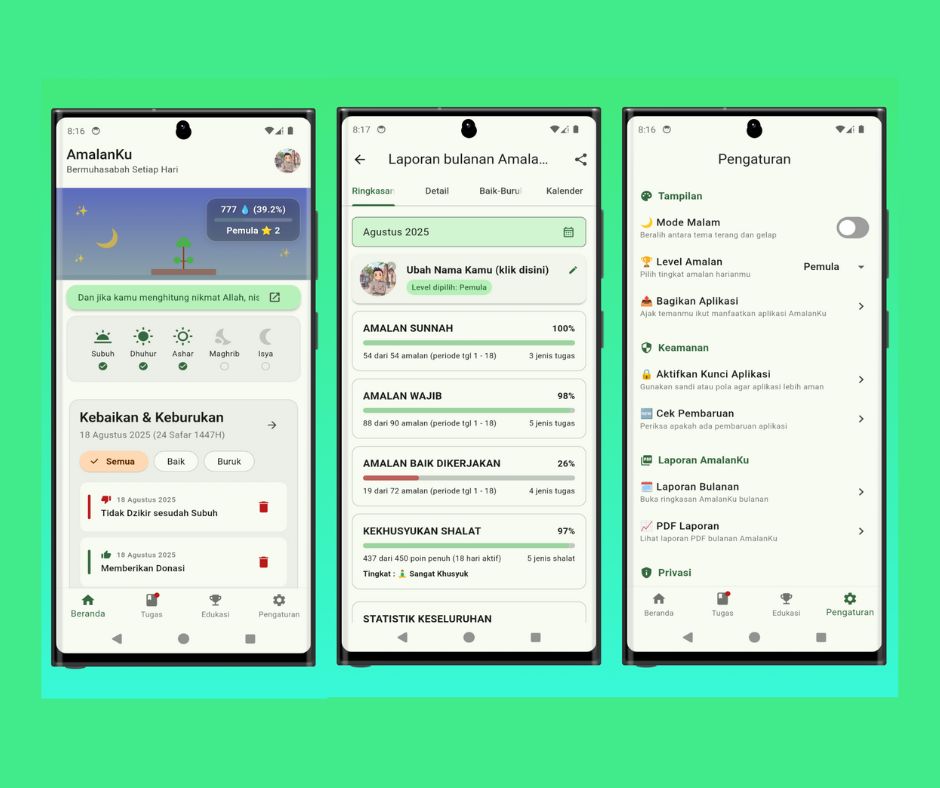 8:16
AmalanKu
Bermuhasabah Setiap Hari
777 💧 (39.2%)
Pemula ⭐ 2
Dan jika kamu menghitung nikmat Allah, nis
Subuh
Dhuhur
Ashar
Maghrib
Isya
Kebaikan & Keburukan
18 Agustus 2025 (24 Safar 1447H)
Semua
Baik
Buruk
18 Agustus 2025
Tidak Dzikir sesudah Subuh
18 Agustus 2025
Memberikan Donasi
Beranda
Tugas
Edukasi
Pengaturan
8:17
Laporan bulanan Amala...
Ringkasan
Detail
Baik-Buru
Kalender
Agustus 2025
Ubah Nama Kamu (klik disini)
Level dipilih: Pemula
AMALAN SUNNAH 100%
54 dari 54 amalan (periode tgl 1 - 18) 3 jenis tugas
AMALAN WAJIB 98%
88 dari 90 amalan (periode tgl 1 - 18) 5 jenis tugas
AMALAN BAIK DIKERJAKAN 26%
19 dari 72 amalan (periode tgl 1 - 18) 4 jenis tugas
KEKHUSYUKAN SHALAT 97%
437 dari 450 poin penuh (18 hari aktif) 5 jenis shalat
Tingkat : 🧘 Sangat Khusyuk
STATISTIK KESELURUHAN
8:16
Pengaturan
Tampilan
🌙 Mode Malam
Beralih antara tema terang dan gelap
🏆 Level Amalan
Pilih tingkat amalan harianmu
Pemula
📤 Bagikan Aplikasi
Ajak temanmu ikut manfaatkan aplikasi AmalanKu
Keamanan
🔒 Aktifkan Kunci Aplikasi
Gunakan sandi atau pola agar aplikasi lebih aman
🆕 Cek Pembaruan
Periksa apakah ada pembaruan aplikasi
PDF Laporan AmalanKu
🗓️ Laporan Bulanan
Buka ringkasan AmalanKu bulanan
📈 PDF Laporan
Lihat laporan PDF bulanan AmalanKu
Privasi
Beranda
Tugas
Edukasi
Pengaturan